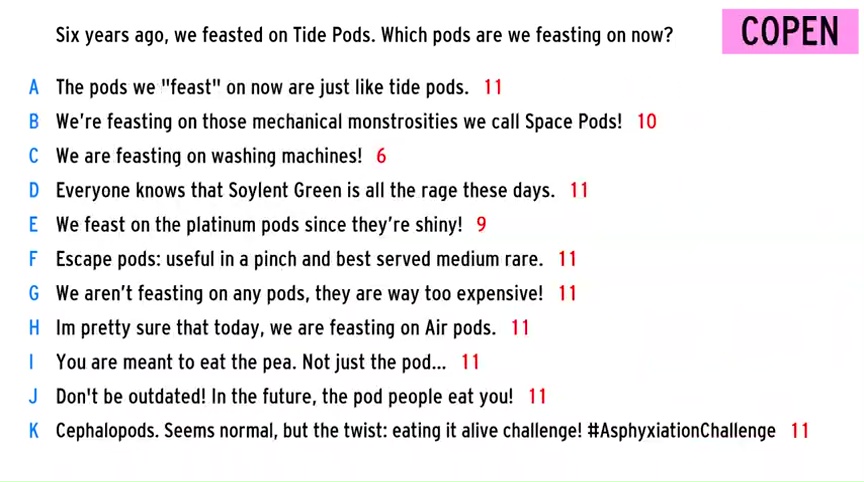 Six years ago, we feasted on Tide Pods. Which pods are we feasting on now?
COPEN
A The pods we "feast" on now are just like tide pods. 11
B We're feasting on those mechanical monstrosities we call Space Pods! 10
C We are feasting on washing machines! 6
D Everyone knows that Soylent Green is all the rage these days. 11
E We feast on the platinum pods since they're shiny! 9
F Escape pods: useful in a pinch and best served medium rare. 11
G We aren't feasting on any pods, they are way too expensive! 11
H Im pretty sure that today, we are feasting on Air pods. 11
I You are meant to eat the pea. Not just the pod... 11
J Don't be outdated! In the future, the pod people eat you! 11
K Cephalopods. Seems normal, but the twist: eating it alive challenge! #AsphyxiationChallenge 11